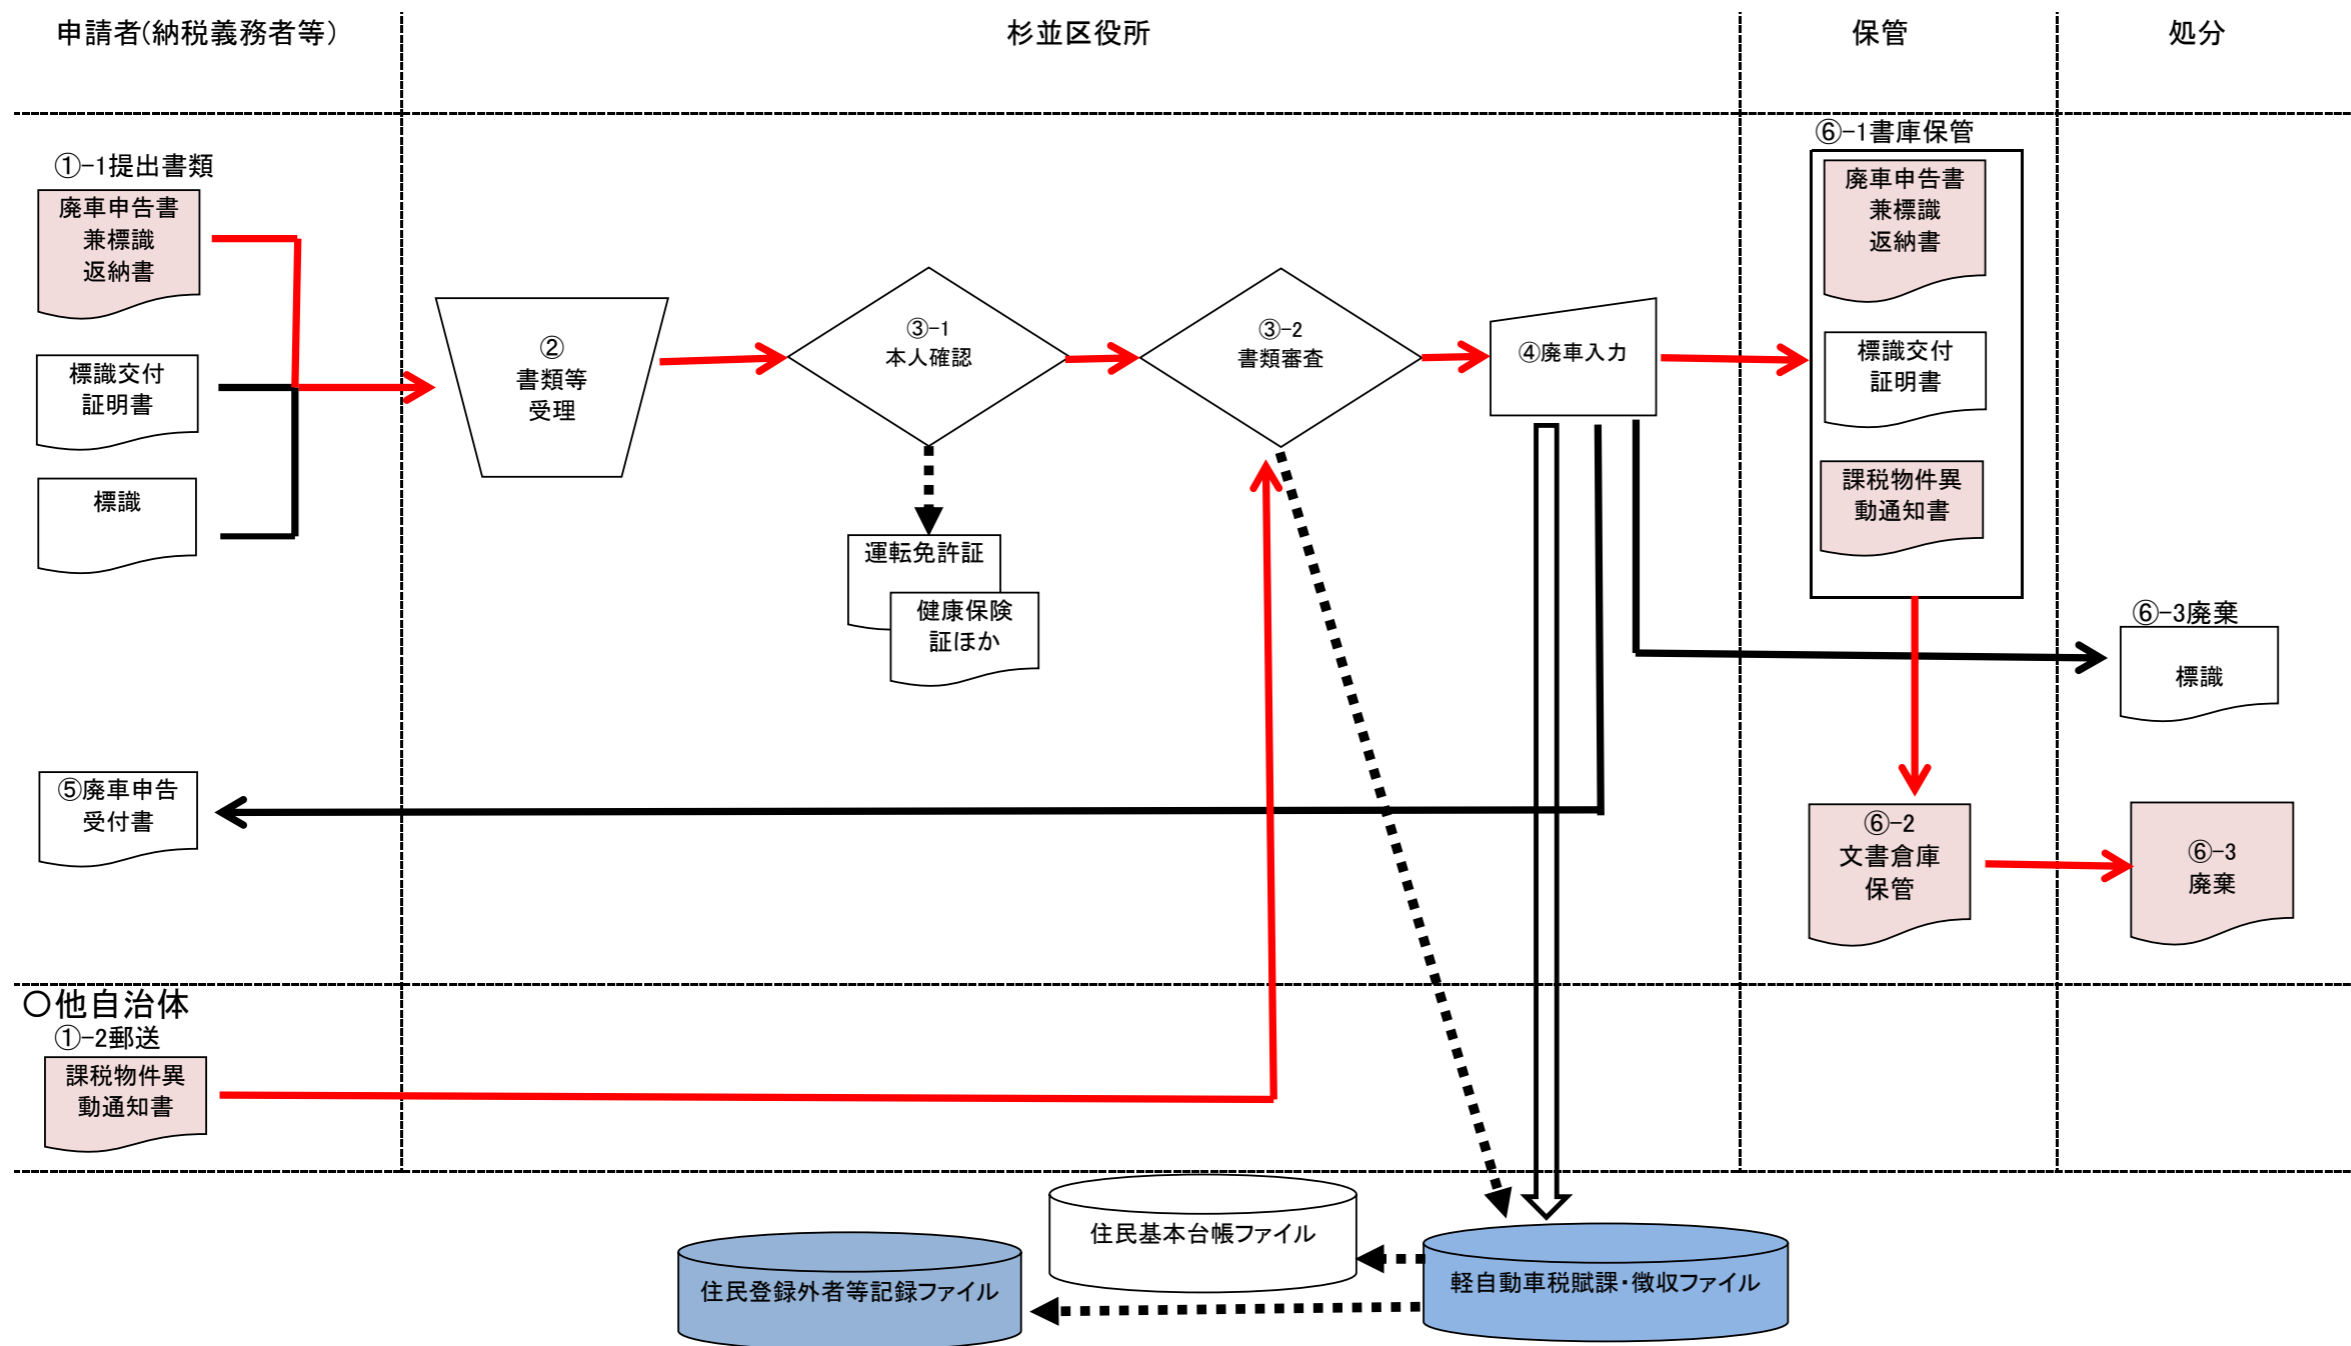 申請者(納税義務者等)
杉並区役所
保管
処分
①-1提出書類
廃車申告書
兼標識
返納書
標識交付
証明書
標識
②
書類等
受理
③-1
本人確認
運転免許証
健康保険
証ほか
③-2
書類審査
④廃車入力
⑥-1書庫保管
廃車申告書
兼標識
返納書
標識交付
証明書
課税物件異
動通知書
⑥-3廃棄
標識
⑤廃車申告
受付書
⑥-2
文書倉庫
保管
⑥-3
廃棄
○他自治体
①-2郵送
課税物件異
動通知書
住民基本台帳ファイル
住民登録外者等記録ファイル
軽自動車税賦課・徴収ファイル